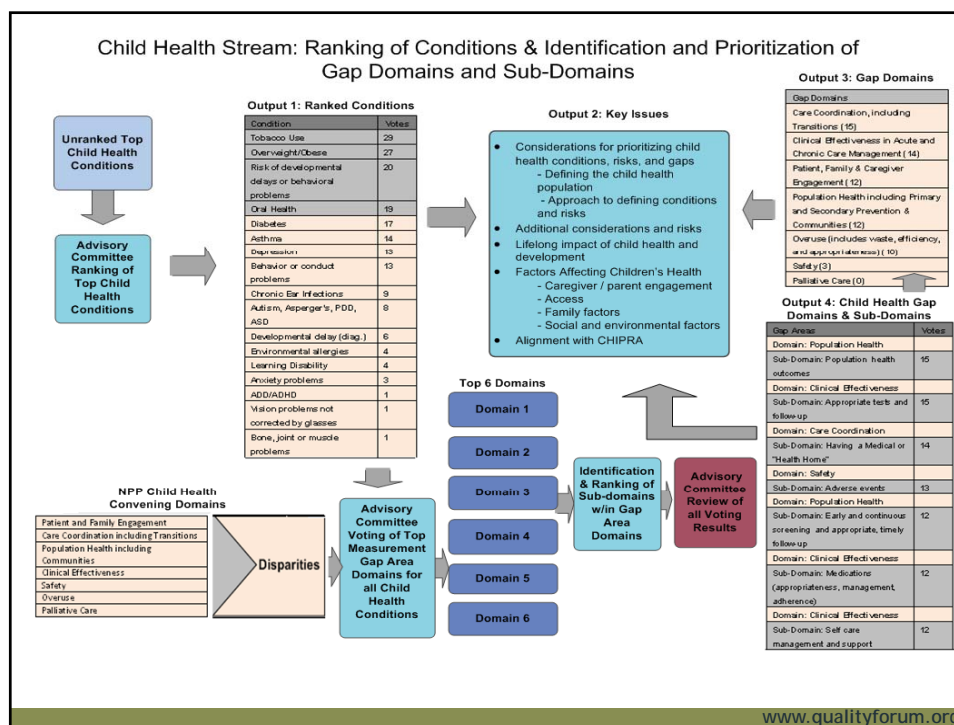 Child Health Stream: Ranking of Conditions & Identification and Prioritization of
Gap Domains and Sub-Domains
Unranked Top
Child Health
Conditions
Advisory
Committee
Ranking of
Top Child
Health
Conditions
Output 1: Ranked Conditions
Condition Votes
Tobacco Use 29
Overweight/Obese 27
Risk of developmental 20
delays or behavioral
problems
Oral Health 19
Diabetes 17
Asthma 14
Depression 13
Behavior or conduct 13
problems
Chronic Ear Infections 9
Autism, Asperger's, PDD, 8
ASD
Developmental delay (diag.) 6
Environmental allergies 4
Learning Disability 4
Anxiety problems 3
ADD/ADHD 1
Vision problems not 1
corrected by glasses
Bone, joint or muscle 1
problems
Output 2: Key Issues
• Considerations for prioritizing child
health conditions, risks, and gaps
- Defining the child health
population
- Approach to defining conditions
and risks
• Additional considerations and risks
• Lifelong impact of child health and
development
• Factors Affecting Children's Health
- Caregiver / parent engagement
- Access
- Family factors
- Social and environmental factors
• Alignment with CHIPRA
Output 3: Gap Domains
Gap Domains
Care Coordination, including
Transitions (15)
Clinical Effectiveness in Acute and
Chronic Care Management (14)
Patient, Family & Caregiver
Engagement (12)
Population Health including Primary
and Secondary Prevention &
Communities (12)
Overuse (includes waste, efficiency,
and appropriateness) (10)
Safety (3)
Palliative Care (0)
Output 4: Child Health Gap
Domains & Sub-Domains
Gap Areas Votes
Domain: Population Health
Sub-Domain: Population health 15
outcomes
Domain: Clinical Effectiveness
Sub-Domain: Appropriate tests and 15
follow-up
Domain: Care Coordination
Sub-Domain: Having a Medical or 14
"Health Home"
Domain: Safety
Sub-Domain: Adverse events 13
Domain: Population Health
Sub-Domain: Early and continuous 12
screening and appropriate, timely
follow-up
Domain: Clinical Effectiveness
Sub-Domain: Medications 12
(appropriateness, management,
adherence)
Domain: Clinical Effectiveness
Sub-Domain: Self care 12
management and support
NPP Child Health
Convening Domains
Patient and Family Engagement
Care Coordination including Transitions
Population Health including
Communities
Clinical Effectiveness
Safety
Overuse
Palliative Care
Disparities
Advisory
Committee
Voting of Top
Measurement
Gap Area
Domains for
all Child
Health
Conditions
Top 6 Domains
Domain 1
Domain 2
Domain 3
Domain 4
Domain 5
Domain 6
Identification
& Ranking of
Sub-domains
w/in Gap
Area
Domains
Advisory
Committee
Review of
all Voting
Results
www.qualityforum.org